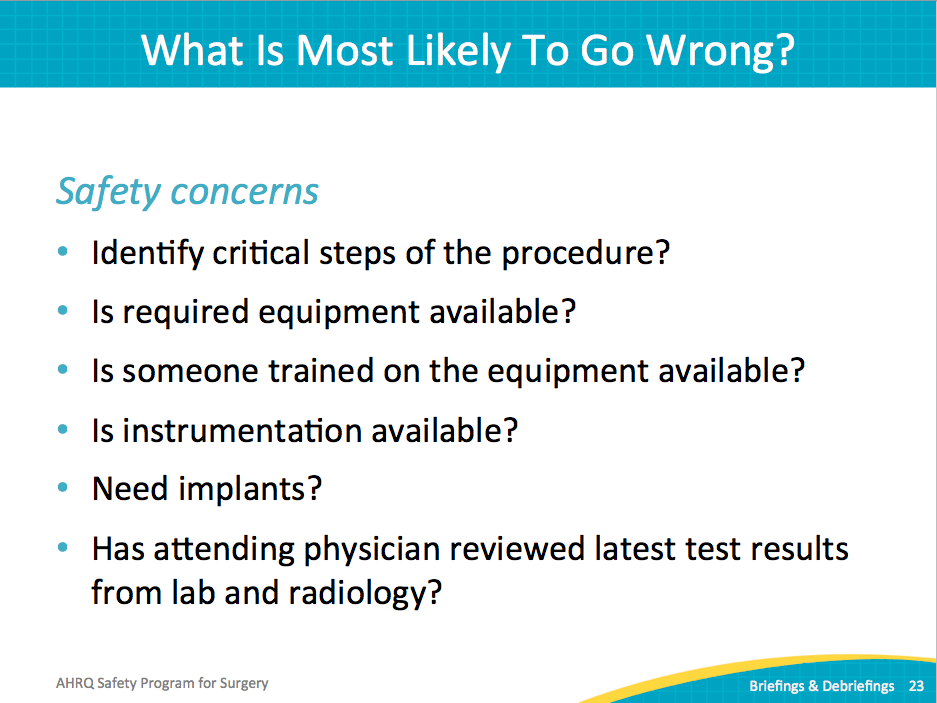 What Is Most Likely To Go Wrong?
Safety concerns
• Identify critical steps of the procedure?
• Is required equipment available?
• Is someone trained on the equipment available?
• Is instrumentation available?
• Need implants?
• Has attending physician reviewed latest test results
from lab and radiology?
AHRQ Safety Program for Surgery
Briefings & Debriefings 23